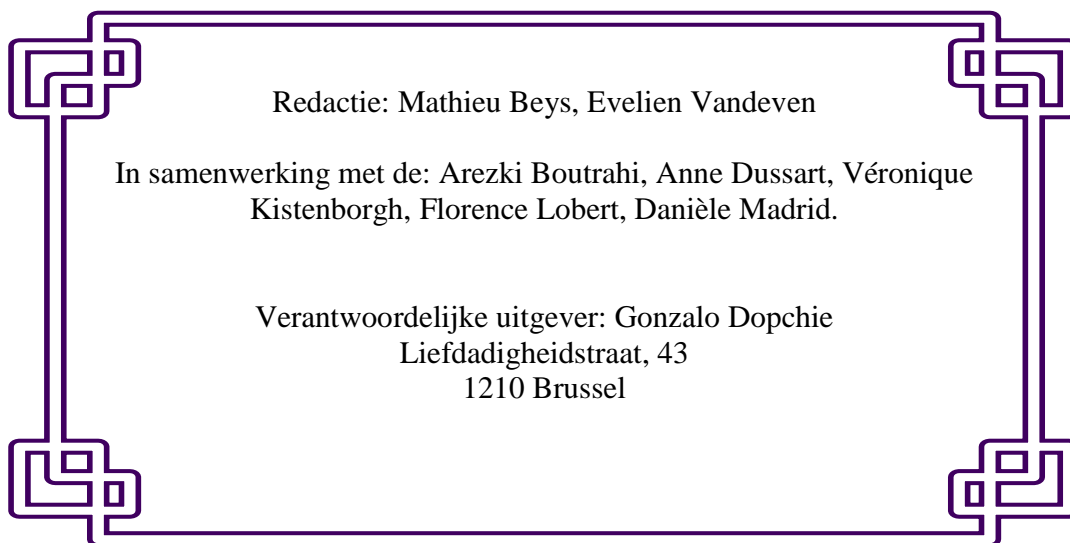 Redactie: Mathieu Beys, Evelien Vandeven
In samenwerking met de: Arezki Boutrahi, Anne Dussart, Véronique
Kistenborgh, Florence Lobert, Danièle Madrid.
Verantwoordelijke uitgever: Gonzalo Dopchie
Liefdadigheidstraat, 43
1210 Brussel